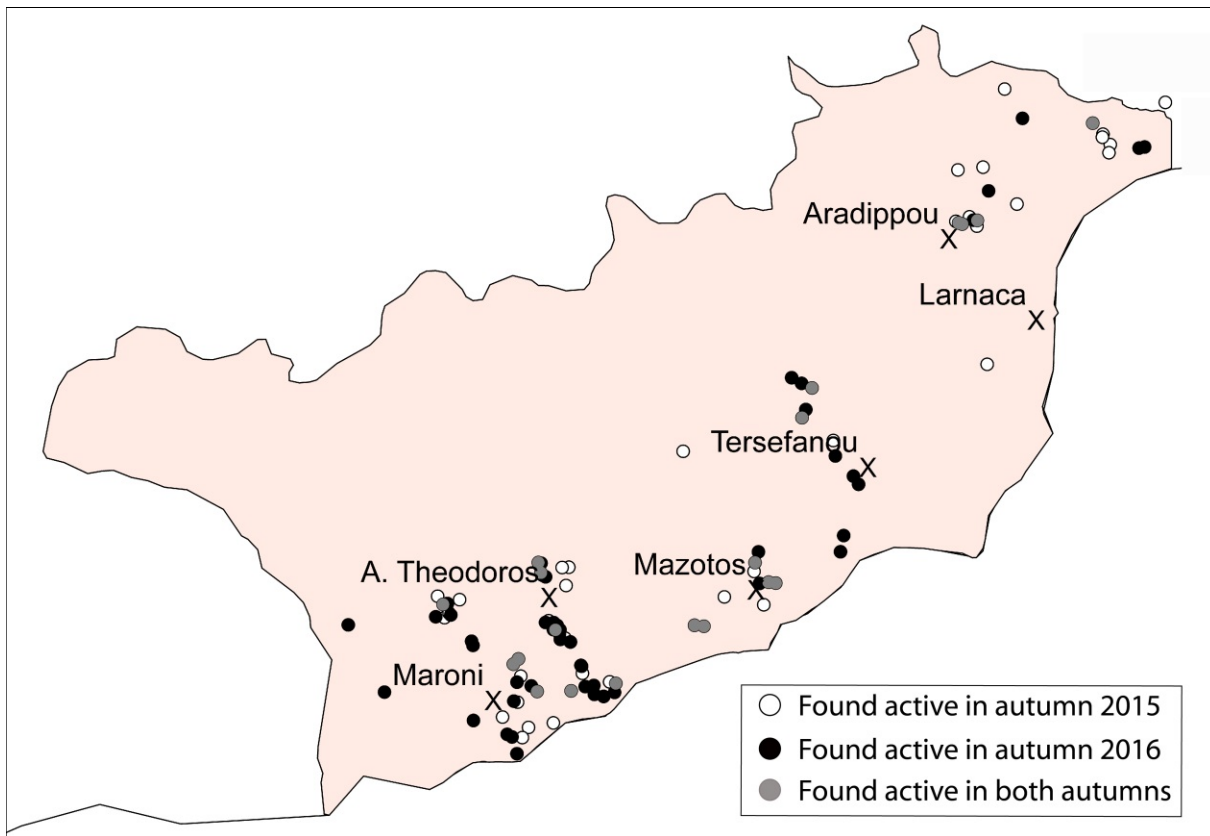 Aradippou
X
Larnaca
X
Tersefanou
X
A. Theodoros
X
Mazotos
X
Maroni
X
Found active in autumn 2015
Found active in autumn 2016
Found active in both autumns